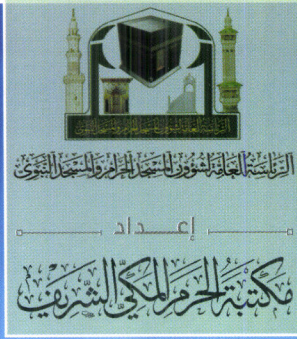 الرئاسة العامة لشؤون المسجد الحرام والمسجد النبوي
إعداد
مكتبة الحرم المكي الشريف